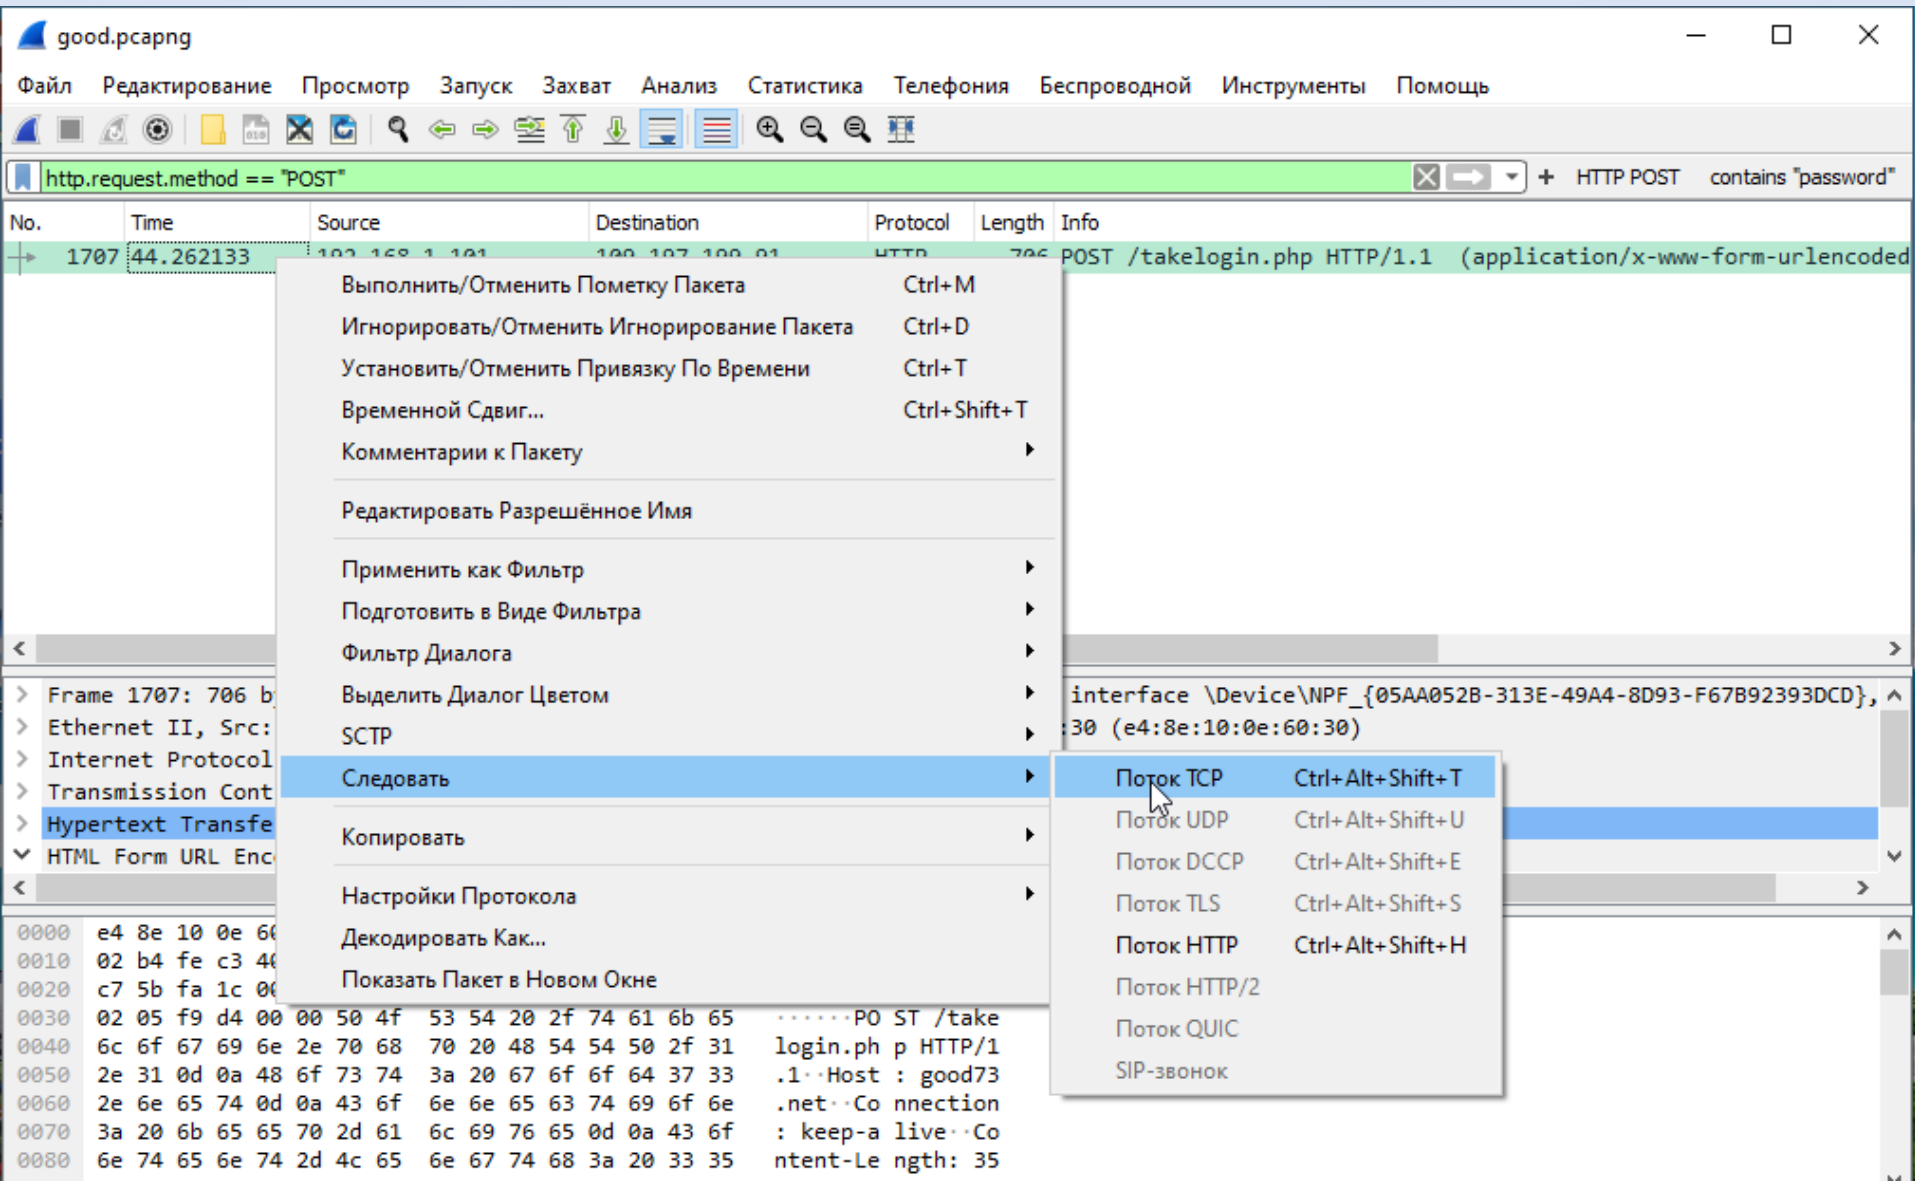 good.pcapng
Файл Редактирование Просмотр Запуск Захват Анализ Статистика Телефония Беспроводной Инструменты Помощь
http.request.method == "POST" + HTTP POST contains "password"
No. Time Source Destination Protocol Length Info
1707 44.262133 192.168.1.101 109.197.199.91 HTTP 706 POST /takelogin.php HTTP/1.1 (application/x-www-form-urlencoded
Выполнить/Отменить Пометку Пакета Ctrl+M
Игнорировать/Отменить Игнорирование Пакета Ctrl+D
Установить/Отменить Привязку По Времени Ctrl+T
Временной Сдвиг... Ctrl+Shift+T
Комментарии к Пакету
Редактировать Разрешённое Имя
Применить как Фильтр
Подготовить в Виде Фильтра
Фильтр Диалога
Выделить Диалог Цветом
SCTP
Следовать
Копировать
Настройки Протокола
Декодировать Как...
Показать Пакет в Новом Окне
Поток TCP Ctrl+Alt+Shift+T
Поток UDP Ctrl+Alt+Shift+U
Поток DCCP Ctrl+Alt+Shift+E
Поток TLS Ctrl+Alt+Shift+S
Поток HTTP Ctrl+Alt+Shift+H
Поток HTTP/2
Поток QUIC
SIP-звонок
Frame 1707: 706 b interface \Device\NPF_{05AA052B-313E-49A4-8D93-F67B92393DCD},
Ethernet II, Src: :30 (e4:8e:10:0e:60:30)
Internet Protocol
Transmission Cont
Hypertext Transfe
HTML Form URL Enc
0000 e4 8e 10 0e 60
0010 02 b4 fe c3 40
0020 c7 5b fa 1c 00
0030 02 05 f9 d4 00 00 50 4f 53 54 20 2f 74 61 6b 65 ······PO ST /take
0040 6c 6f 67 69 6e 2e 70 68 70 20 48 54 54 50 2f 31 login.ph p HTTP/1
0050 2e 31 0d 0a 48 6f 73 74 3a 20 67 6f 6f 64 37 33 .1··Host : good73
0060 2e 6e 65 74 0d 0a 43 6f 6e 6e 65 63 74 69 6f 6e .net··Co nnection
0070 3a 20 6b 65 65 70 2d 61 6c 69 76 65 0d 0a 43 6f : keep-a live··Co
0080 6e 74 65 6e 74 2d 4c 65 6e 67 74 68 3a 20 33 35 ntent-Le ngth: 35